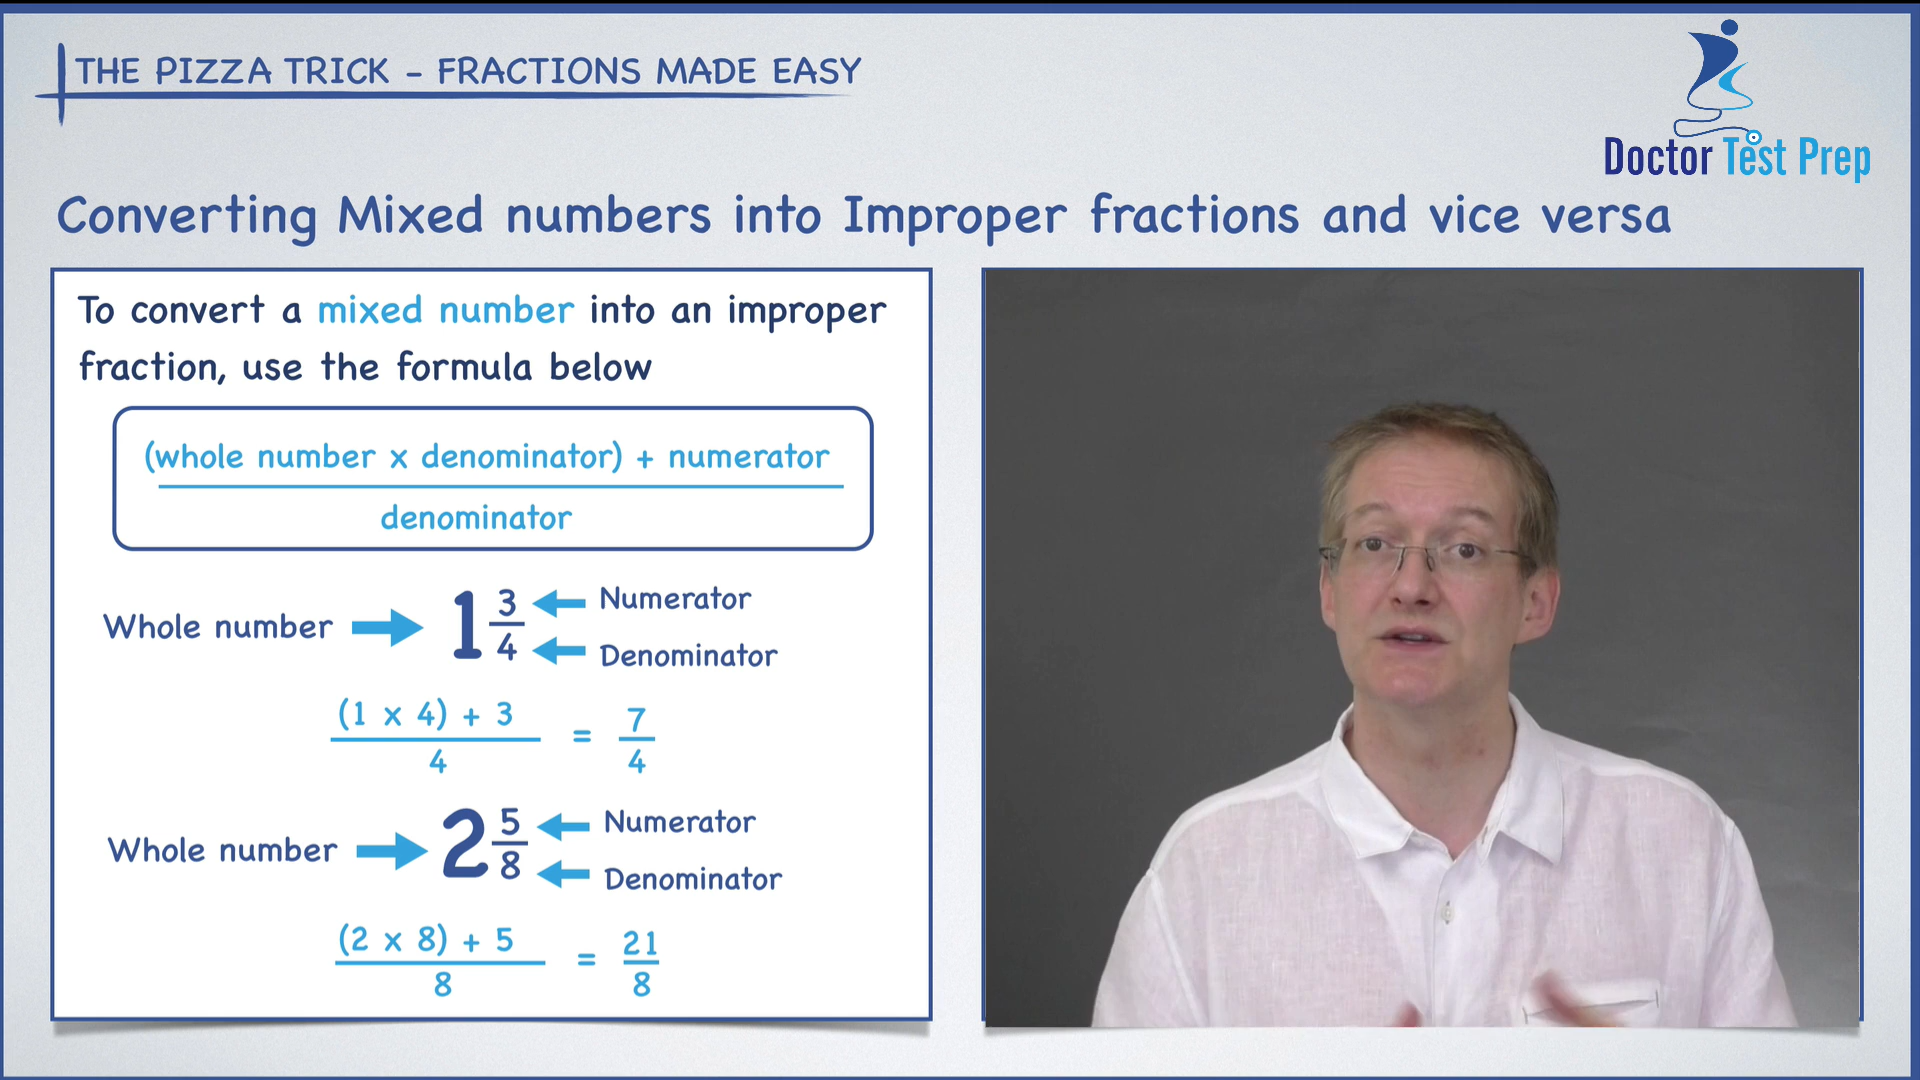 THE PIZZA TRICK - FRACTIONS MADE EASY
Doctor Test Prep
Converting Mixed numbers into Improper fractions and vice versa
To convert a mixed number into an improper
fraction, use the formula below
(whole number x denominator) + numerator
denominator
Whole number 1 3/4 Numerator
Denominator
(1 x 4) + 3 = 7
4 4
Whole number 2 5/8 Numerator
Denominator
(2 x 8) + 5 = 21
8 8